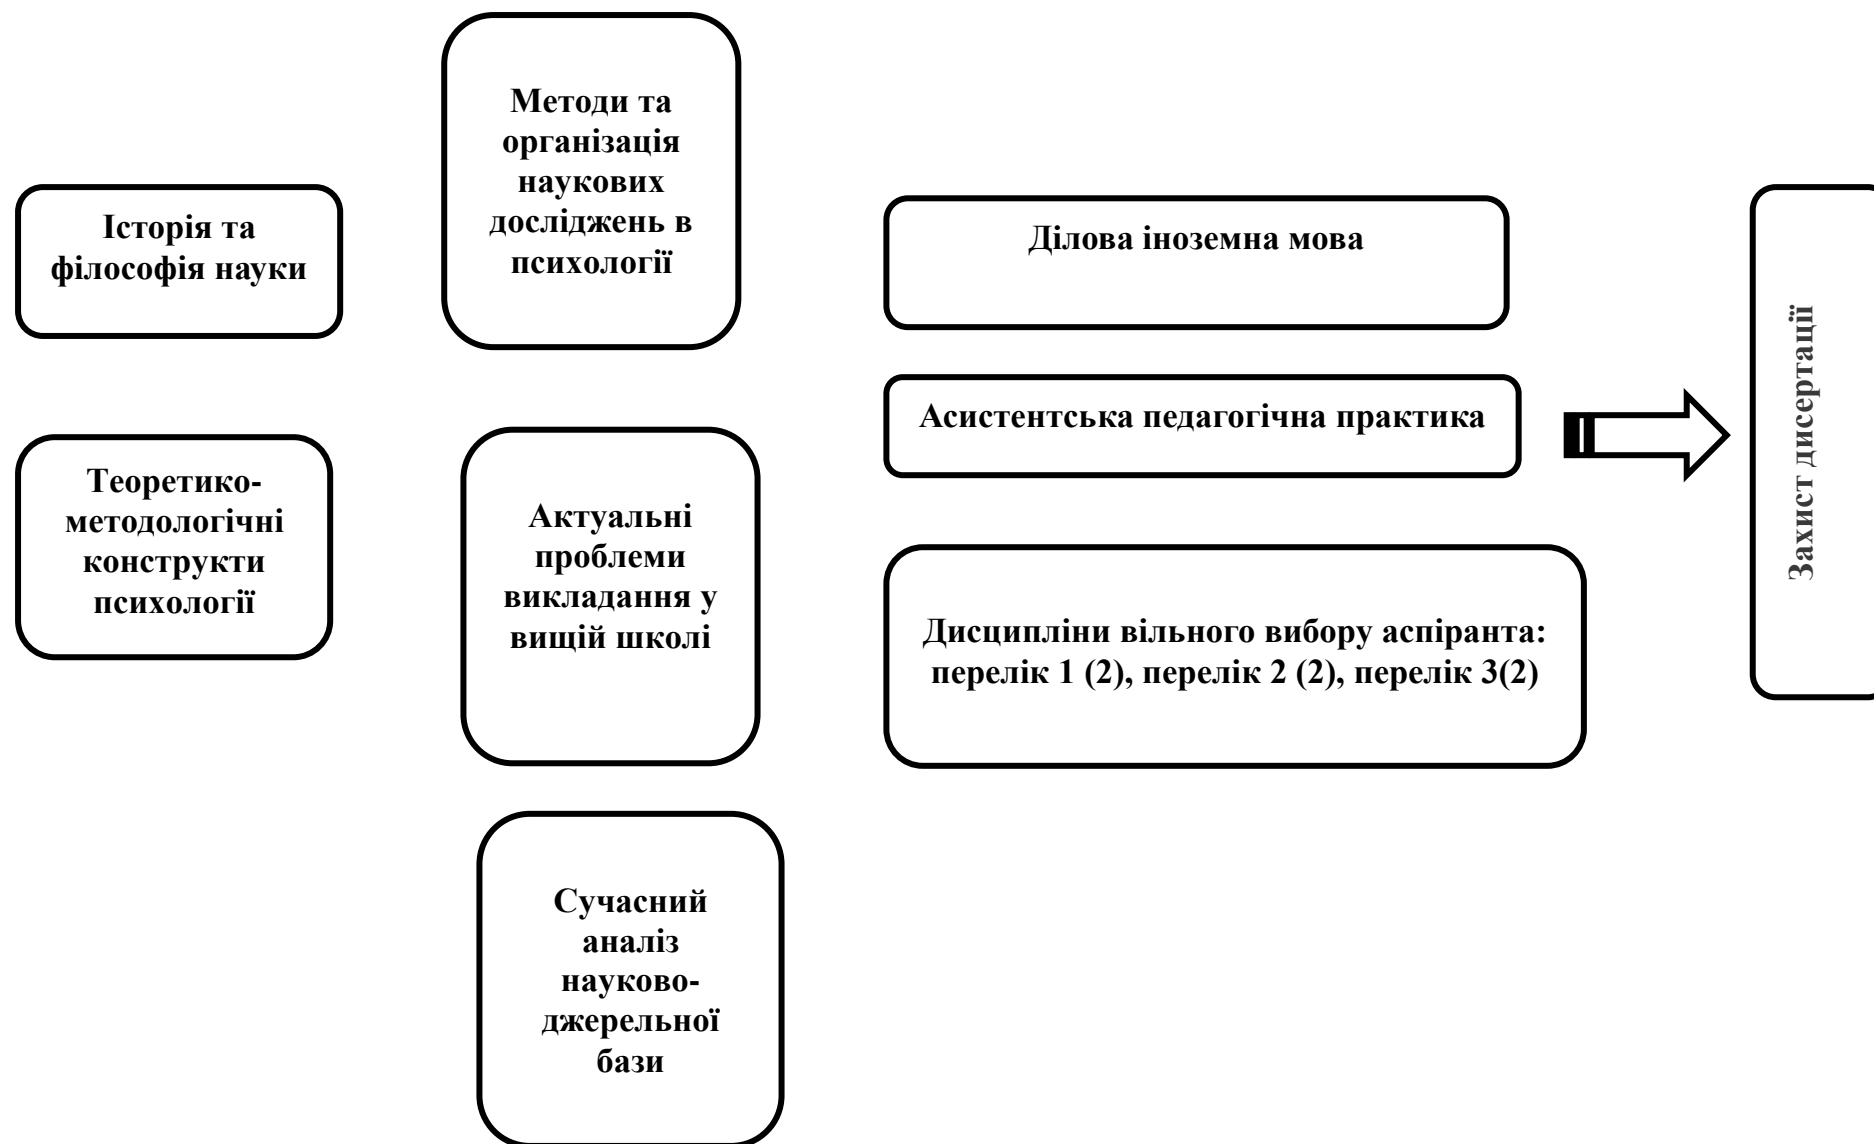 Історія та
філософія науки
Теоретико-
методологічні
конструкти
психології
Методи та
організація
наукових
досліджень в
психології
Актуальні
проблеми
викладання у
вищій школі
Сучасний
аналіз
науково-
джерельної
бази
Ділова іноземна мова
Асистентська педагогічна практика
Дисципліни вільного вибору аспіранта:
перелік 1 (2), перелік 2 (2), перелік 3(2)
Захист дисертації